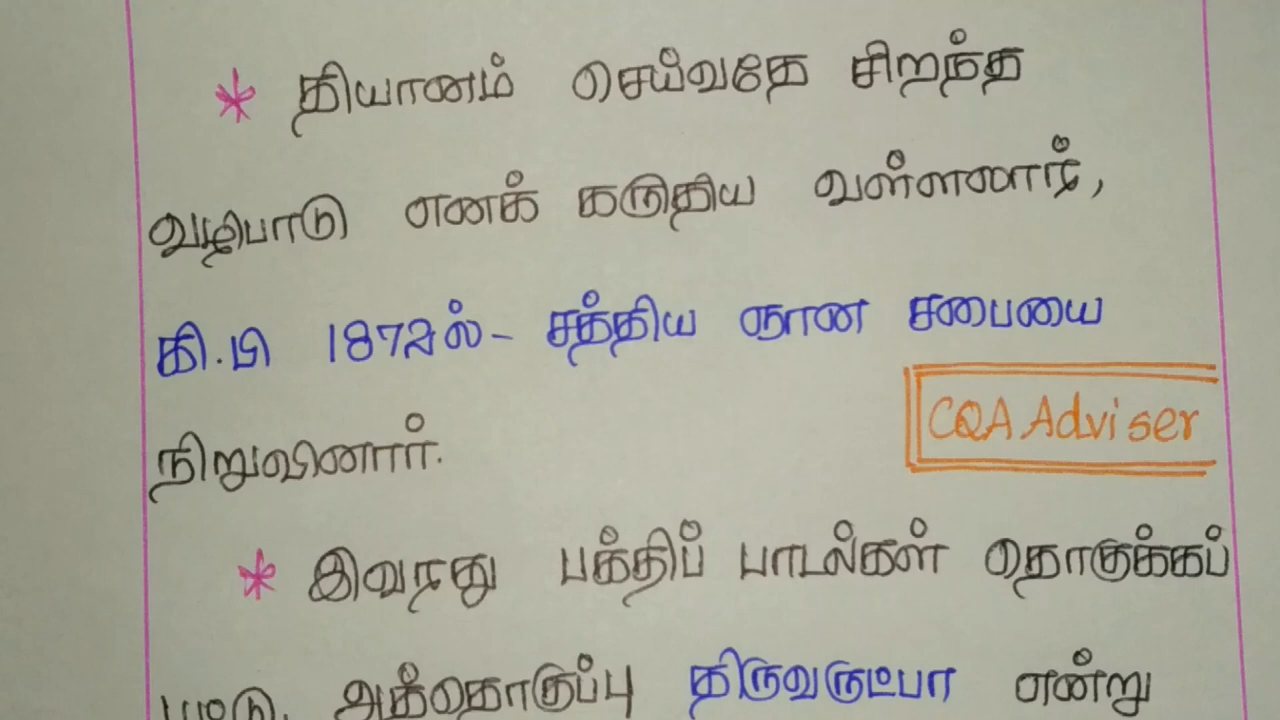 * தியானம் செய்வதே சிறந்த
வழிபாடு எனக் கருதிய வள்ளலார்,
கி.பி 1872ல் - சத்திய ஞான சபையை
CQA Adviser
நிறுவினார்.
* இவரது பக்திப் பாடல்கள் தொகுக்கப்
பட்டு, அத்தொகுப்பு திருவருட்பா என்று